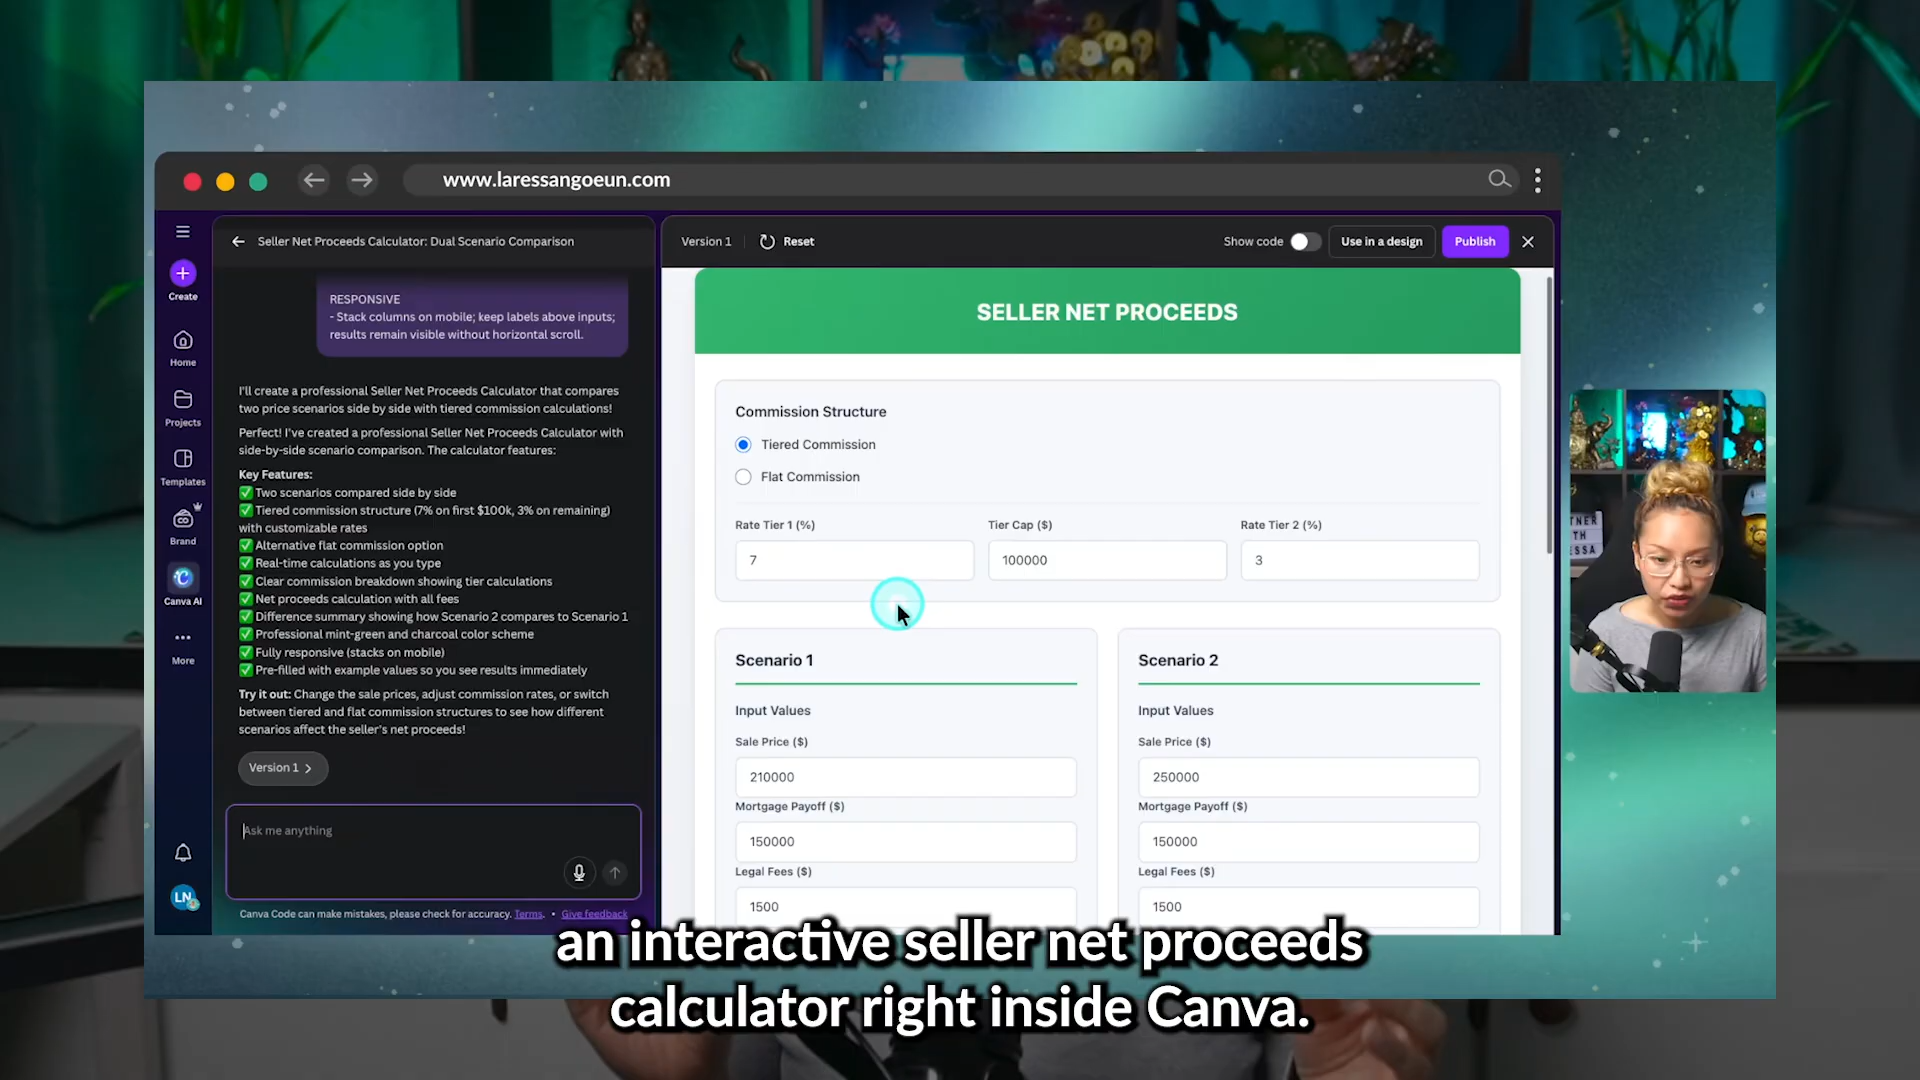 www.laressangoeun.com
Seller Net Proceeds Calculator: Dual Scenario Comparison
Version 1
Reset
Show code
Use in a design
Publish
Create
Home
Projects
Templates
Brand
Canva AI
More
LN
RESPONSIVE
- Stack columns on mobile; keep labels above inputs;
results remain visible without horizontal scroll.
I'll create a professional Seller Net Proceeds Calculator that compares
two price scenarios side by side with tiered commission calculations!
Perfect! I've created a professional Seller Net Proceeds Calculator with
side-by-side scenario comparison. The calculator features:
Key Features:
✅ Two scenarios compared side by side
✅ Tiered commission structure (7% on first $100k, 3% on remaining)
with customizable rates
✅ Alternative flat commission option
✅ Real-time calculations as you type
✅ Clear commission breakdown showing tier calculations
✅ Net proceeds calculation with all fees
✅ Difference summary showing how Scenario 2 compares to Scenario 1
✅ Professional mint-green and charcoal color scheme
✅ Fully responsive (stacks on mobile)
✅ Pre-filled with example values so you see results immediately
Try it out: Change the sale prices, adjust commission rates, or switch
between tiered and flat commission structures to see how different
scenarios affect the seller's net proceeds!
Version 1
Ask me anything
Canva Code can make mistakes, please check for accuracy. Terms. • Give feedback
SELLER NET PROCEEDS
Commission Structure
Tiered Commission
Flat Commission
Rate Tier 1 (%)
Tier Cap ($)
Rate Tier 2 (%)
7
100000
3
Scenario 1
Input Values
Sale Price ($)
210000
Mortgage Payoff ($)
150000
Legal Fees ($)
1500
Scenario 2
Input Values
Sale Price ($)
250000
Mortgage Payoff ($)
150000
Legal Fees ($)
1500
an interactive seller net proceeds
calculator right inside Canva.